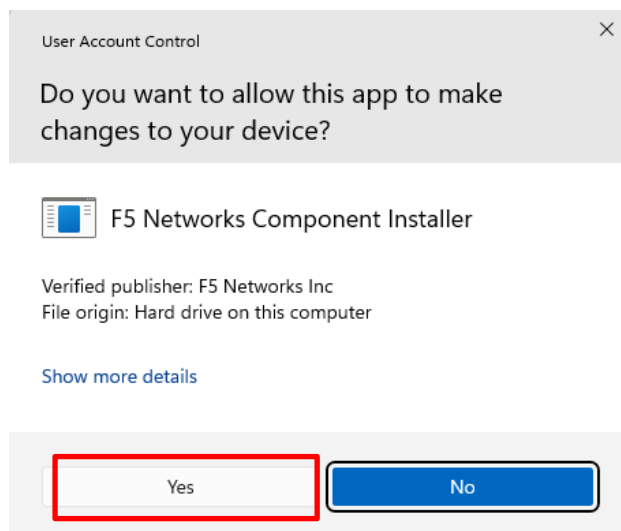 User Account Control
Do you want to allow this app to make
changes to your device?
F5 Networks Component Installer
Verified publisher: F5 Networks Inc
File origin: Hard drive on this computer
Show more details
Yes
No